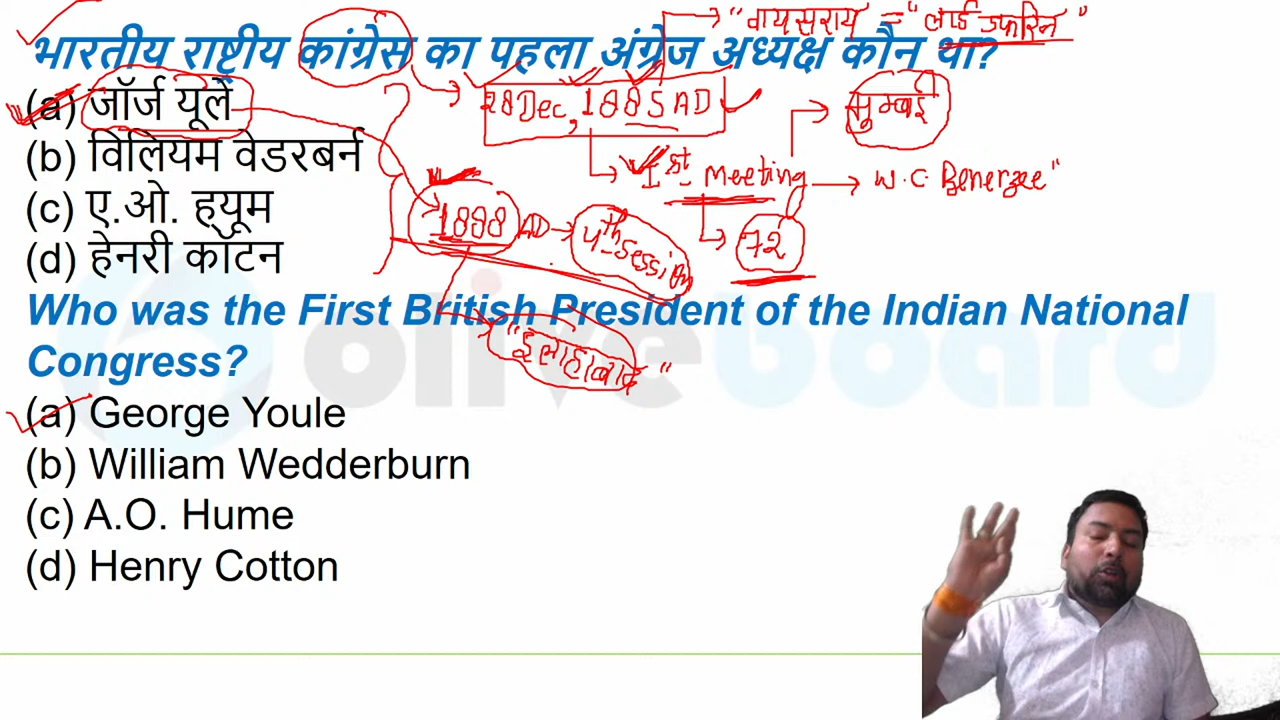 "वायसराय = "लार्ड डफरिन"
भारतीय राष्ट्रीय कांग्रेस का पहला अंग्रेज अध्यक्ष कौन था?
(a) जॉर्ज यूले
28 Dec, 1885 AD
मुम्बई
(b) विलियम वेडरबर्न
1st Meeting
W.C. Benerjee"
(c) ए.ओ. ह्यूम
1888 AD
4th Session
72
(d) हेनरी कॉटन
Who was the First British President of the Indian National
Congress?
"इलाहाबाद"
oliveboard
(a) George Youle
(b) William Wedderburn
(c) A.O. Hume
(d) Henry Cotton